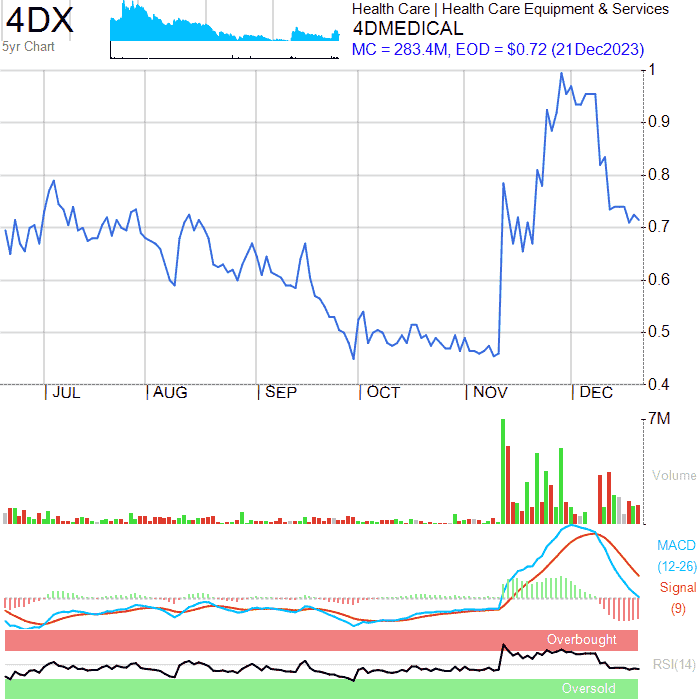 4DX
5yr Chart
Health Care | Health Care Equipment & Services
4DMEDICAL
MC = 283.4M, EOD = $0.72 (21Dec2023)
1
0.9
0.8
0.7
0.6
0.5
0.4
JUL AUG SEP OCT NOV DEC
7M
Volume
MACD
(12-26)
Signal
(9)
Overbought
RSI(14)
Oversold